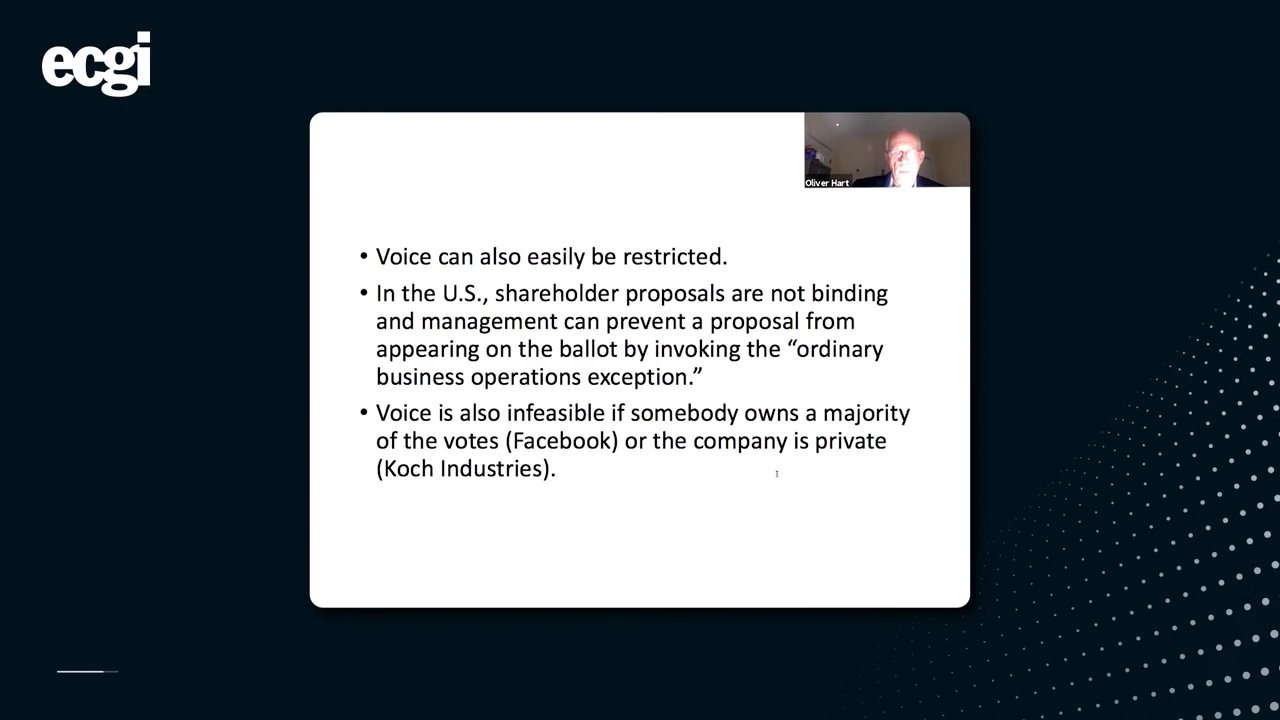 ecgi
Oliver Hart
• Voice can also easily be restricted.
• In the U.S., shareholder proposals are not binding
and management can prevent a proposal from
appearing on the ballot by invoking the “ordinary
business operations exception.”
• Voice is also infeasible if somebody owns a majority
of the votes (Facebook) or the company is private
(Koch Industries).